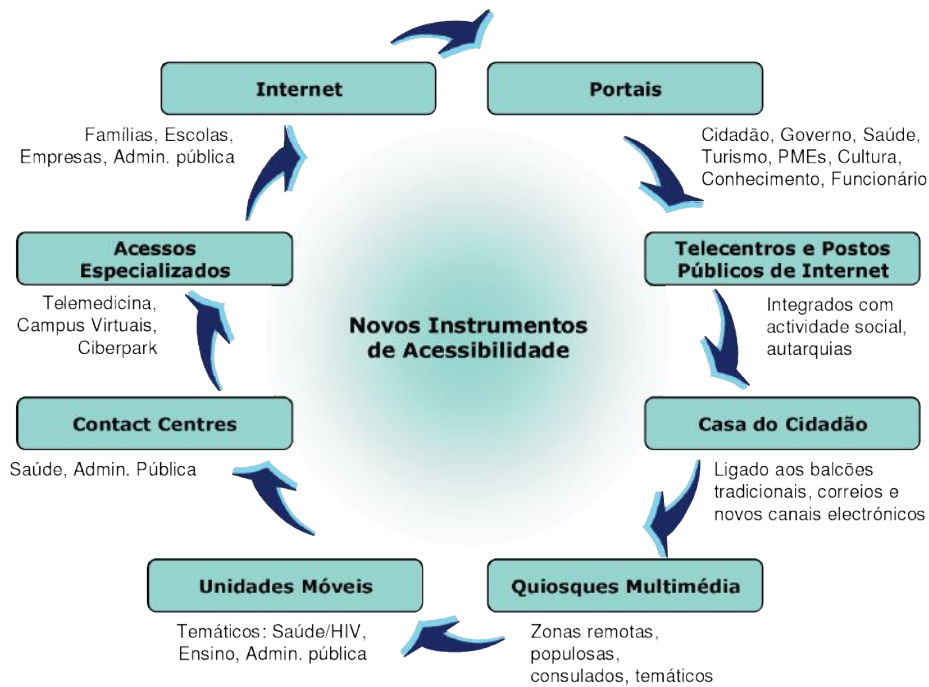 Internet
Famílias, Escolas,
Empresas, Admin. pública
Portais
Cidadão, Governo, Saúde,
Turismo, PMEs, Cultura,
Conhecimento, Funcionário
Telecentros e Postos
Públicos de Internet
Integrados com
actividade social,
autarquias
Casa do Cidadão
Ligado aos balcões
tradicionais, correios e
novos canais electrónicos
Quiosques Multimédia
Zonas remotas,
populosas,
consulados, temáticos
Unidades Móveis
Temáticos: Saúde/HIV,
Ensino, Admin. pública
Contact Centres
Saúde, Admin. Pública
Acessos
Especializados
Telemedicina,
Campus Virtuais,
Ciberpark
Novos Instrumentos
de Acessibilidade